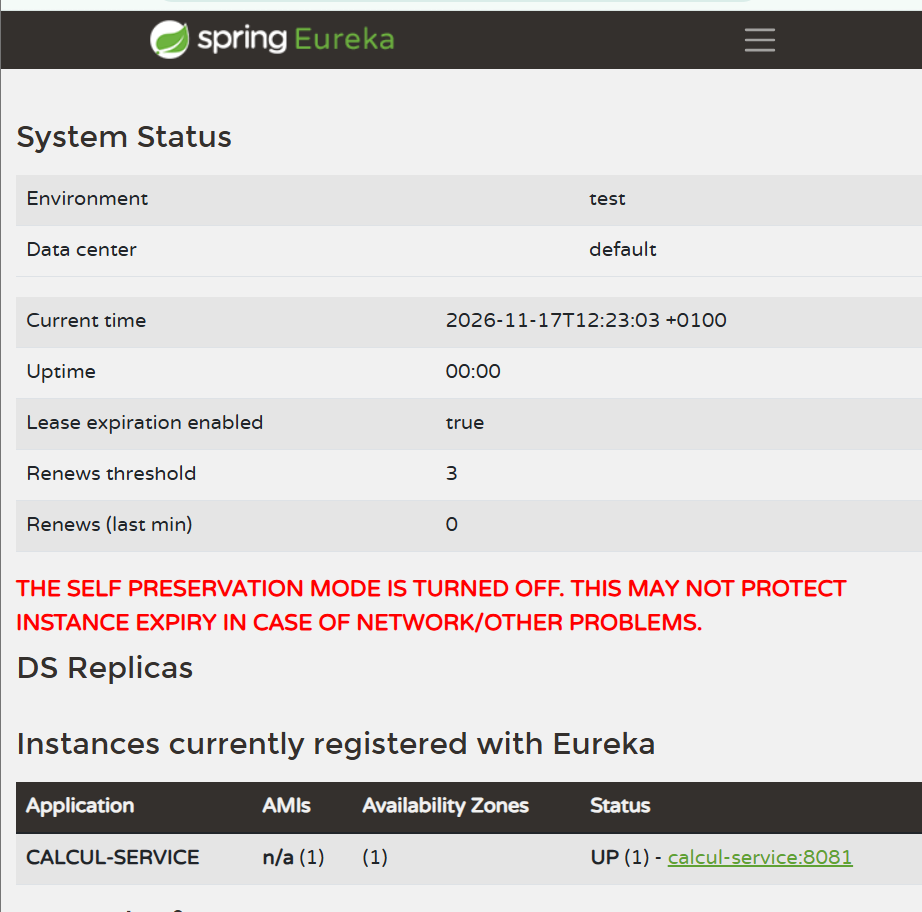 spring Eureka
System Status
Environment test
Data center default
Current time 2026-11-17T12:23:03 +0100
Uptime 00:00
Lease expiration enabled true
Renews threshold 3
Renews (last min) 0
THE SELF PRESERVATION MODE IS TURNED OFF. THIS MAY NOT PROTECT
INSTANCE EXPIRY IN CASE OF NETWORK/OTHER PROBLEMS.
DS Replicas
Instances currently registered with Eureka
Application AMIs Availability Zones Status
CALCUL-SERVICE n/a (1) (1) UP (1) - calcul-service:8081